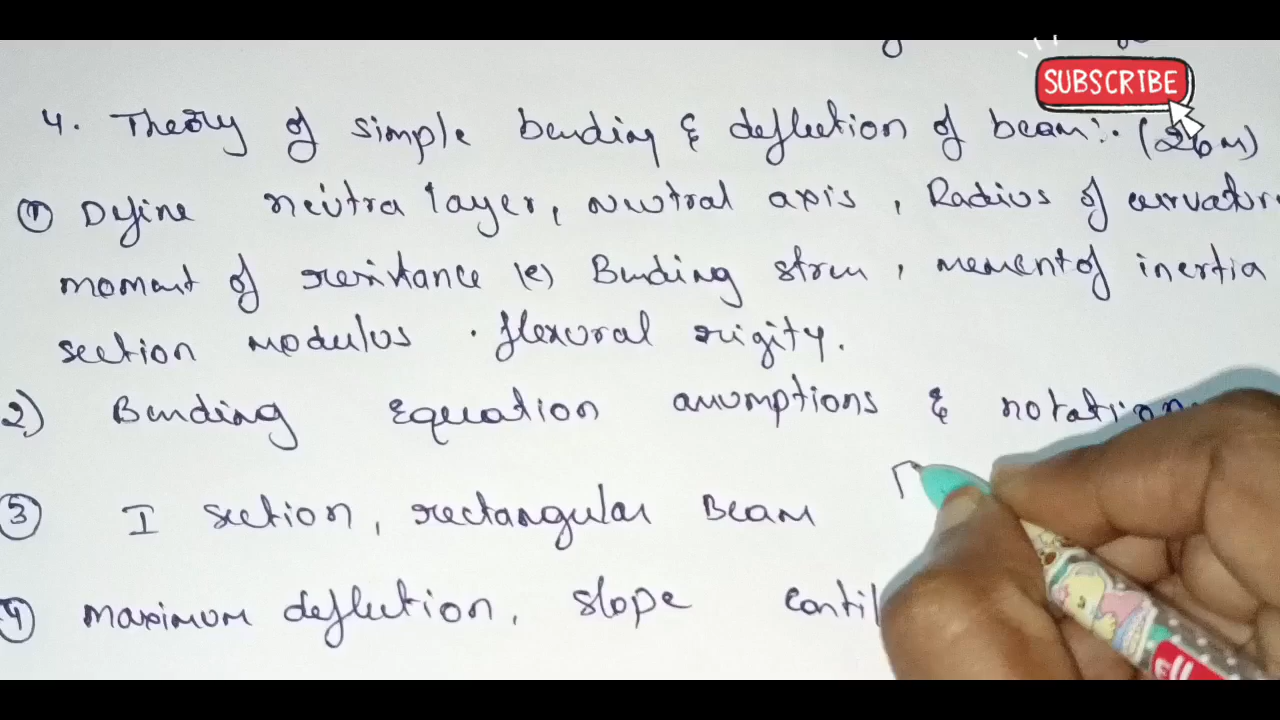 SUBSCRIBE
4. Theory of simple bending & deflection of beam:- (26M)
① Define neutra layer, neutral axis, Radius of curvature
moment of resistance (e) Bending stress, moment of inertia
section modulus. flexural rigity.
2) Bending Equation assumptions & notations
③ I section, rectangular Beam
④ maximum deflection, slope cantil